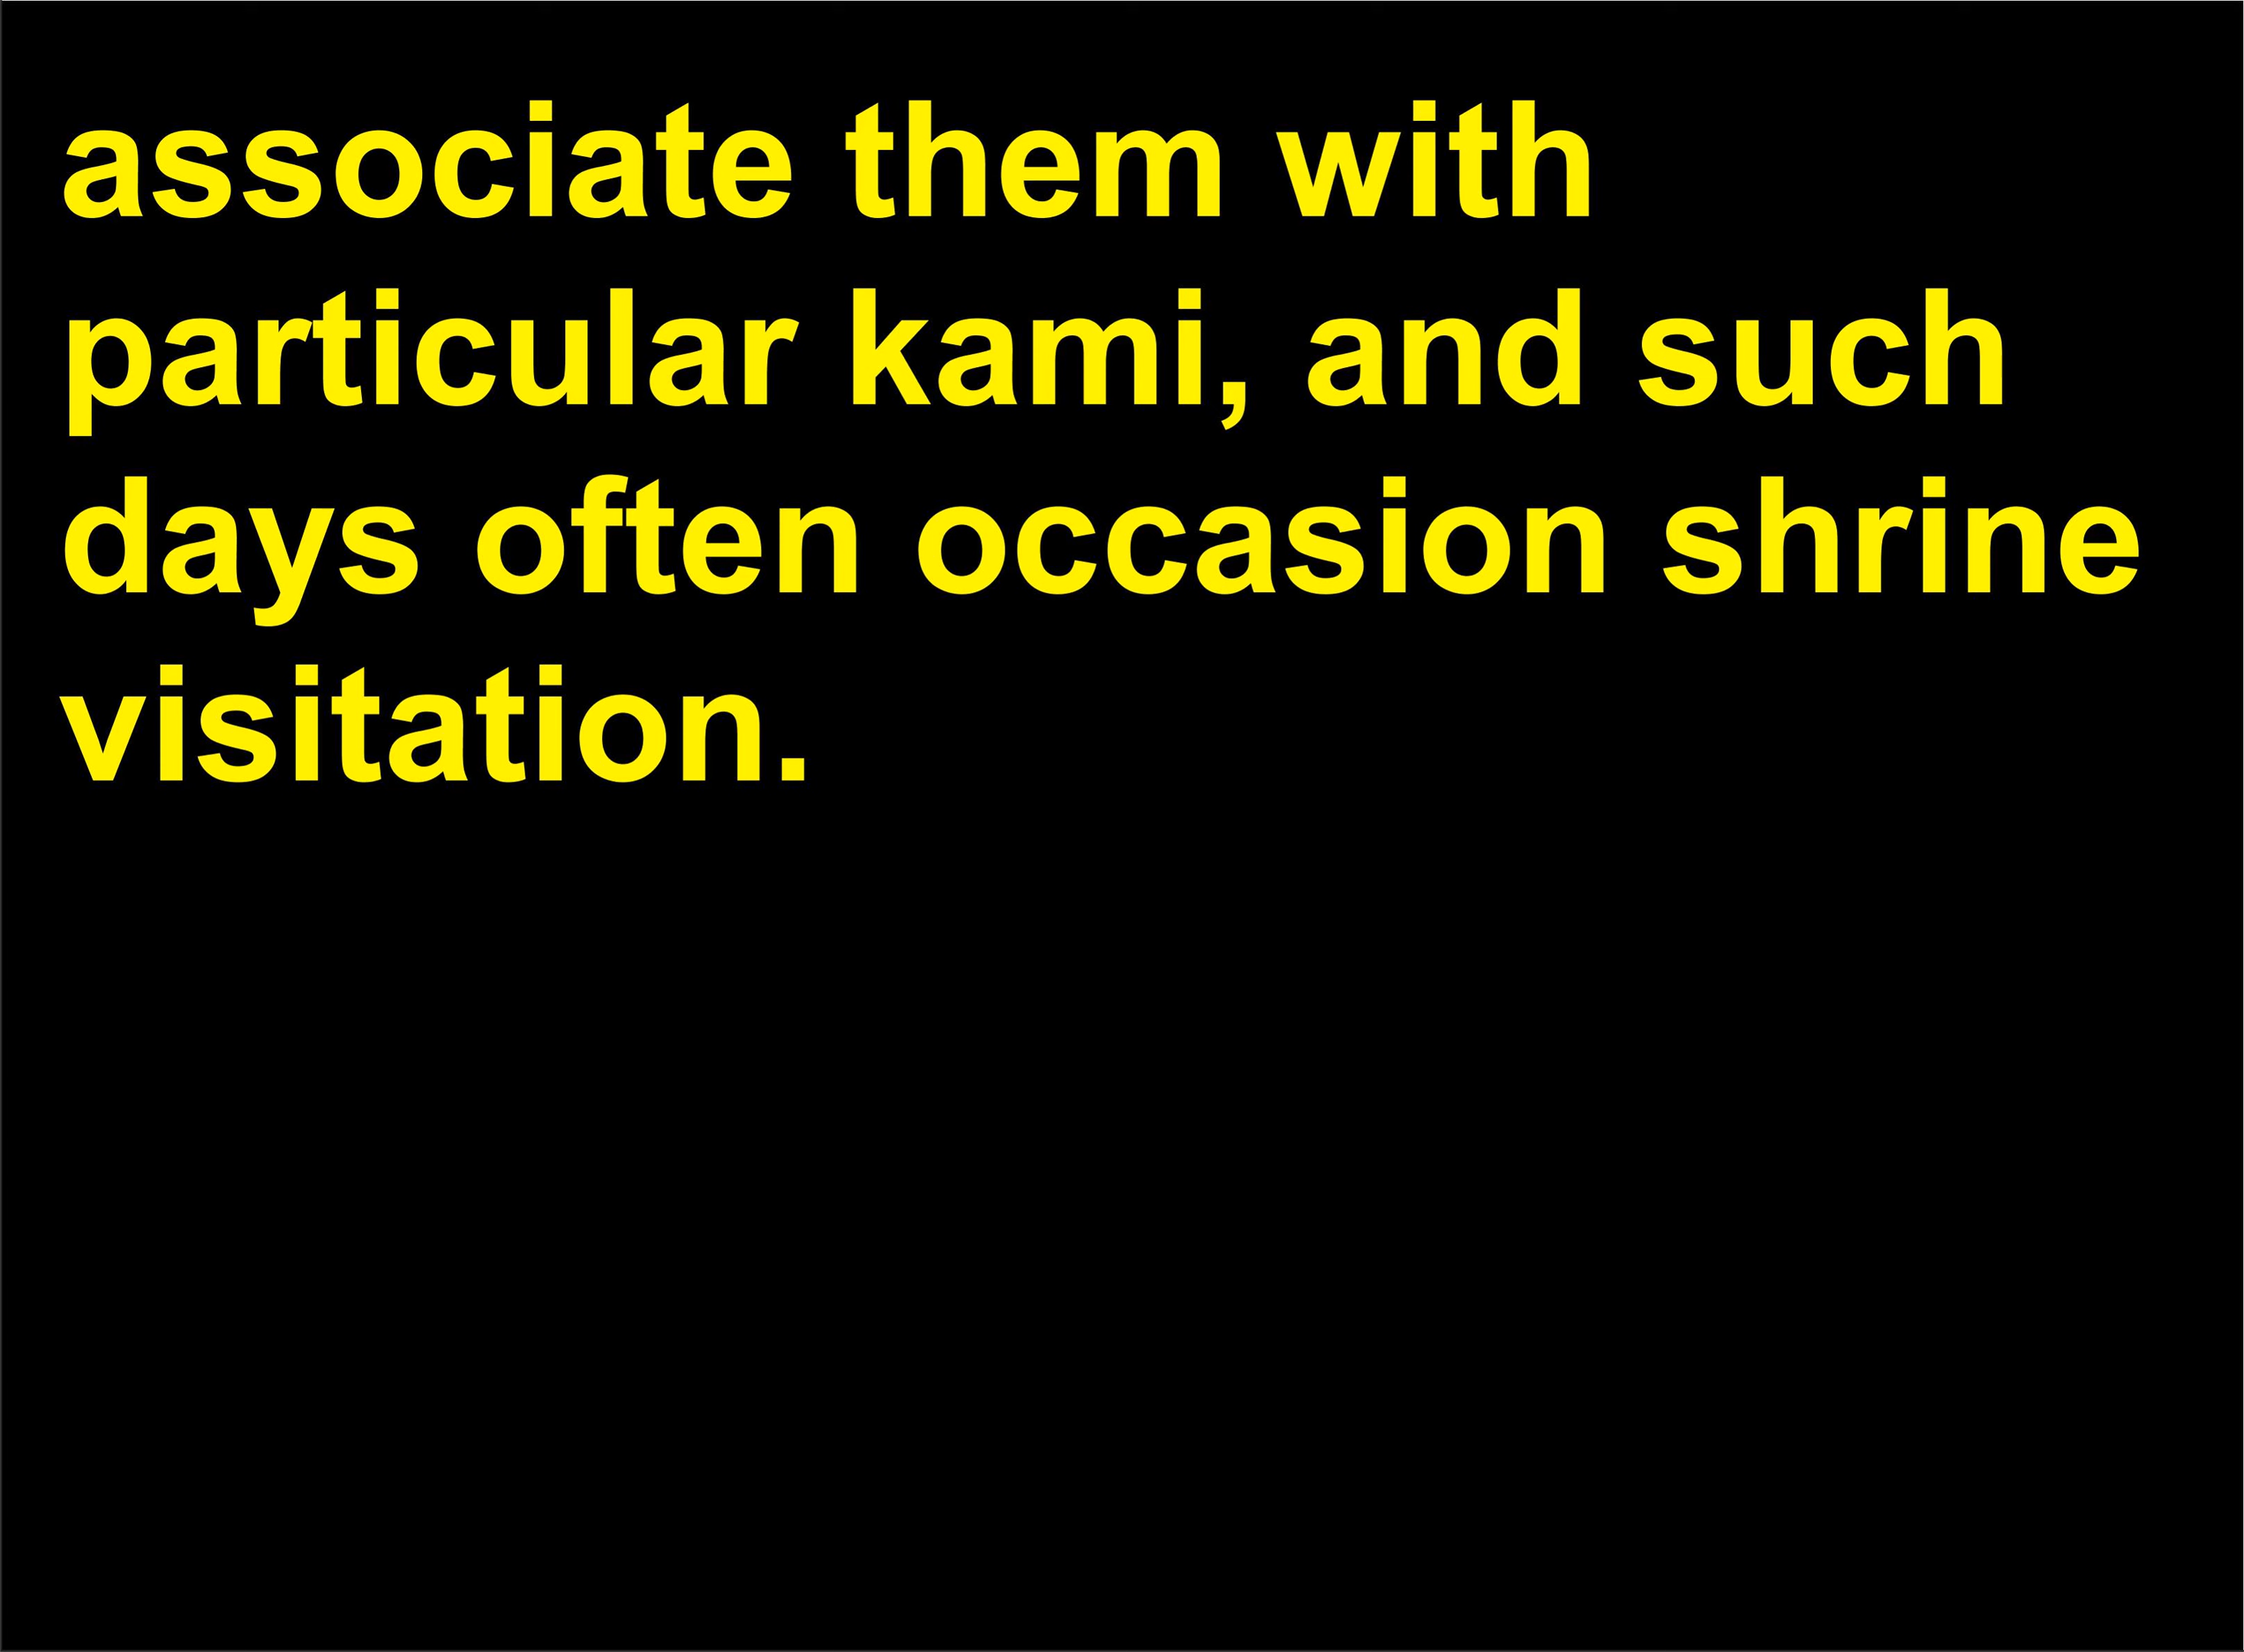 associate them with
particular kami, and such
days often occasion shrine
visitation.